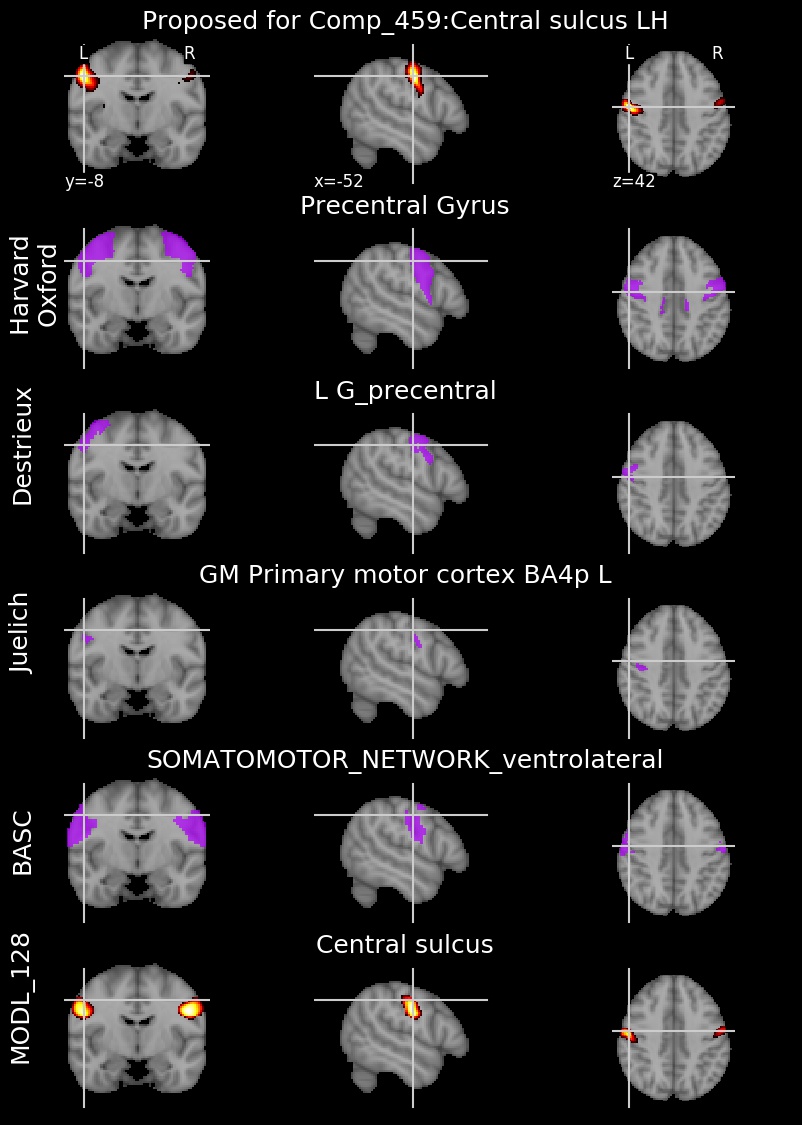 Proposed for Comp_459:Central sulcus LH
L R
L R
y=-8
x=-52
z=42
Precentral Gyrus
Harvard
Oxford
L G_precentral
Destrieux
GM Primary motor cortex BA4p L
Juelich
SOMATOMOTOR_NETWORK_ventrolateral
BASC
Central sulcus
MODL_128